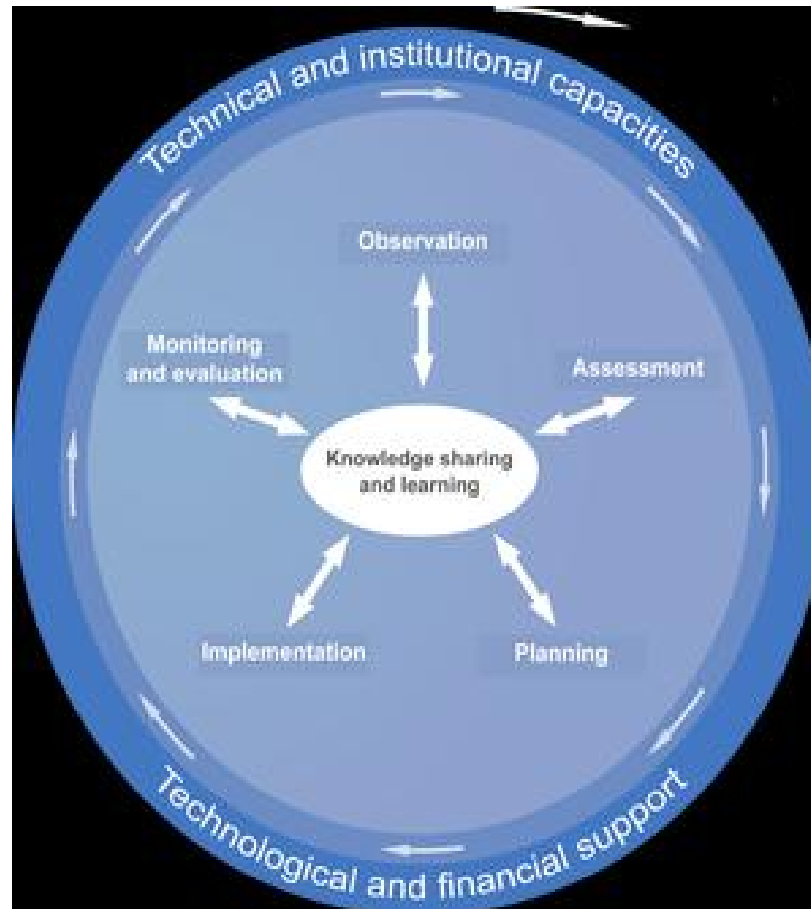 Technical and institutional capacities
Observation
Monitoring
and evaluation
Assessment
Knowledge sharing
and learning
Implementation
Planning
Technological and financial support